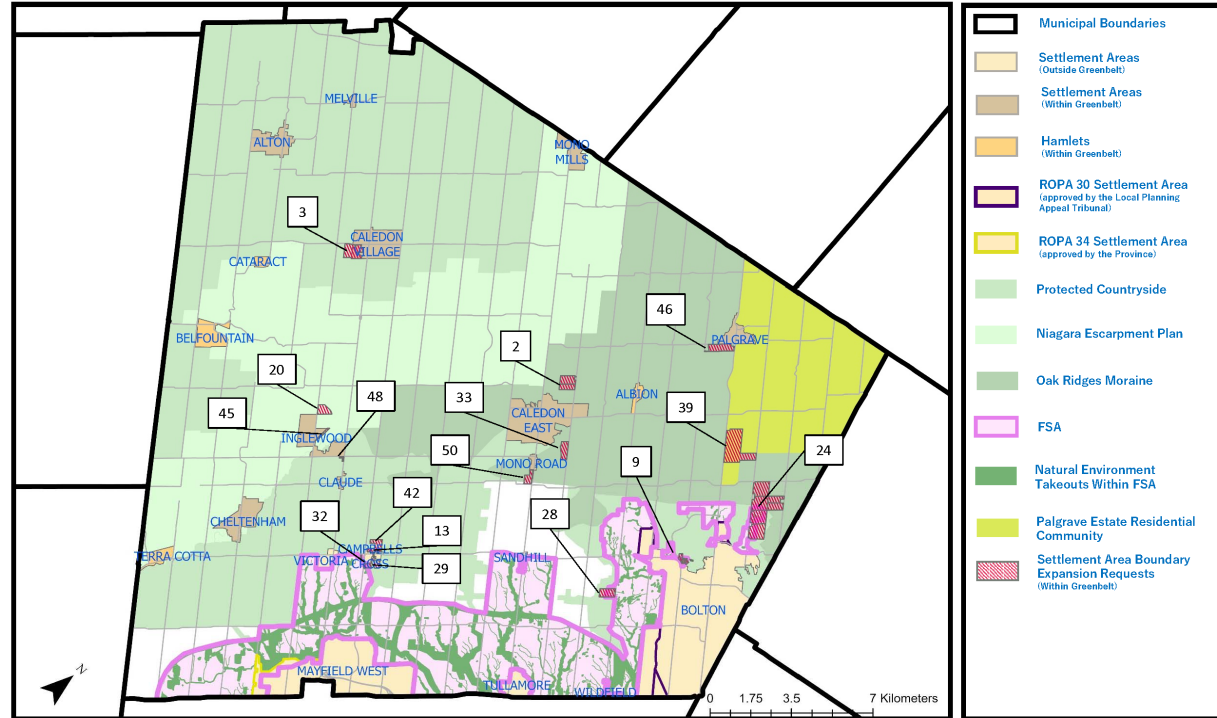 MELVILLE
ALTON
MONO
MILLS
3
CALEDON
VILLAGE
CATARACT
46
BELFOUNTAIN
PALGRAVE
2
20
48
33
ALBION
39
45
CALEDON
EAST
INGLEWOOD
50
MONO ROAD
9
24
CLAUDE
42
CHELTENHAM
32
13
28
CAMPBELLS
CROSS
TERRA COTTA
VICTORIA
29
SANDHILL
BOLTON
MAYFIELD WEST
TULLAMORE
WILDFIELD
N
0 1.75 3.5 7 Kilometers
Municipal Boundaries
Settlement Areas
(Outside Greenbelt)
Settlement Areas
(Within Greenbelt)
Hamlets
(Within Greenbelt)
ROPA 30 Settlement Area
(approved by the Local Planning
Appeal Tribunal)
ROPA 34 Settlement Area
(approved by the Province)
Protected Countryside
Niagara Escarpment Plan
Oak Ridges Moraine
FSA
Natural Environment
Takeouts Within FSA
Palgrave Estate Residential
Community
Settlement Area Boundary
Expansion Requests
(Within Greenbelt)